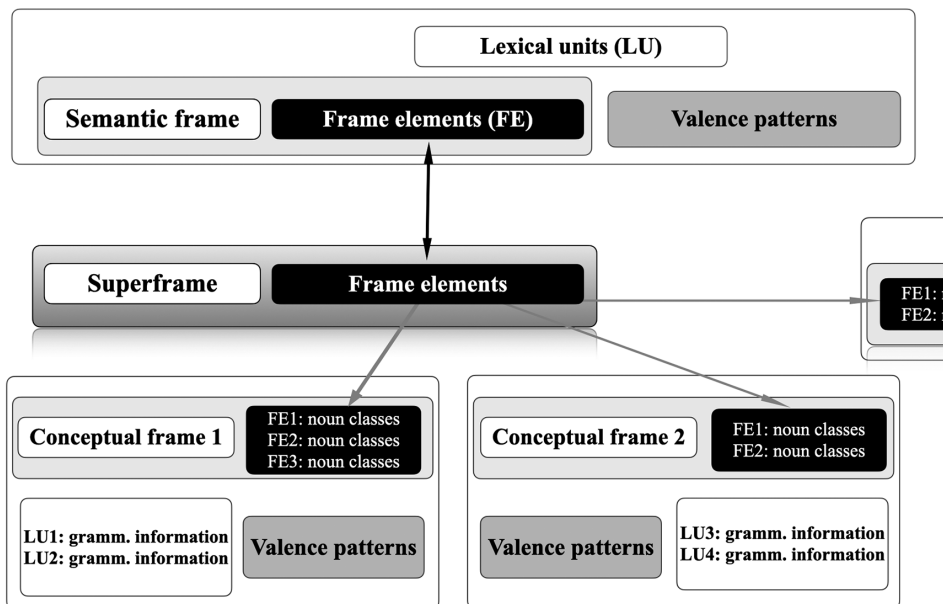 Lexical units (LU)
Semantic frame
Frame elements (FE)
Valence patterns
Superframe
Frame elements
FE1:
FE2:
Conceptual frame 1
FE1: noun classes
FE2: noun classes
FE3: noun classes
Conceptual frame 2
FE1: noun classes
FE2: noun classes
LU1: gramm. information
LU2: gramm. information
Valence patterns
Valence patterns
LU3: gramm. information
LU4: gramm. information